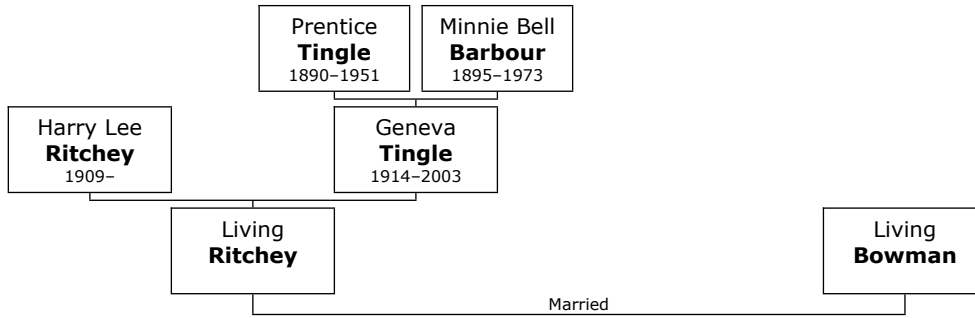 Prentice
Tingle
1890–1951
Minnie Bell
Barbour
1895–1973
Harry Lee
Ritchey
1909–
Geneva
Tingle
1914–2003
Living
Ritchey
Living
Bowman
Married